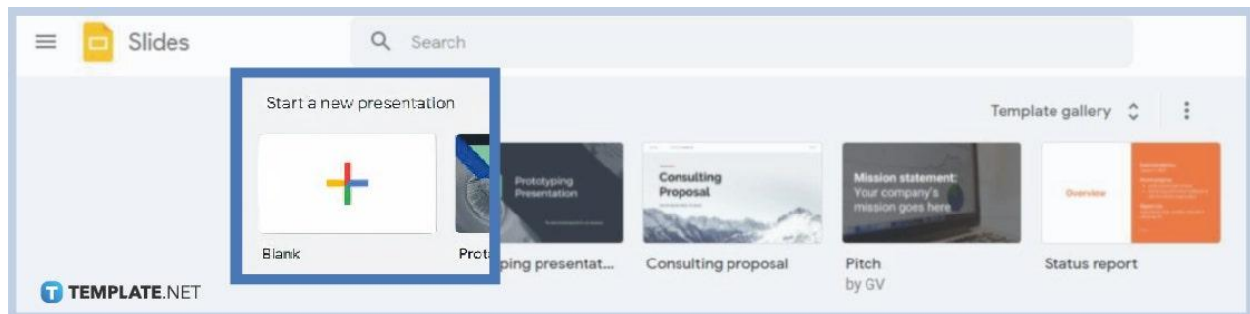 Slides
Search
Start a new presentation
Template gallery
Prototyping
Presentation
Consulting
Proposal
Mission statement:
Your company's
mission goes here
Overview
Blank
Prot
ping presentat...
Consulting proposal
Pitch
by GV
Status report
T TEMPLATE.NET